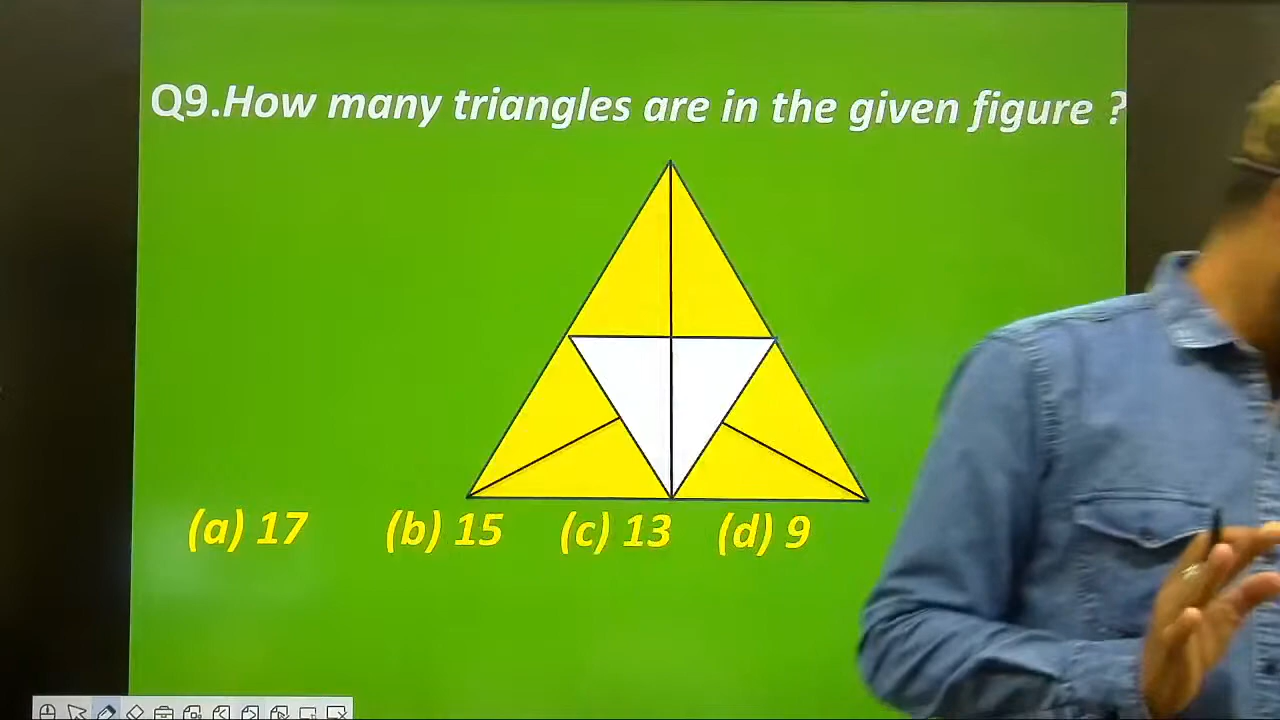 Q9.How many triangles are in the given figure ?
(a) 17 (b) 15 (c) 13 (d) 9